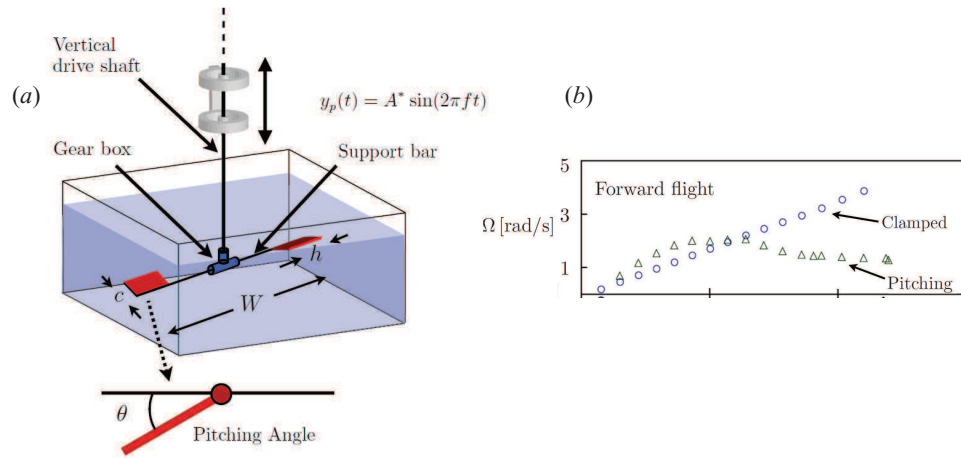 (a)
Vertical
drive shaft
y_p(t) = A* sin(2πft)
Gear box
Support bar
h
c
W
θ
Pitching Angle
(b)
5
Forward flight
Ω [rad/s]
3
Clamped
1
Pitching